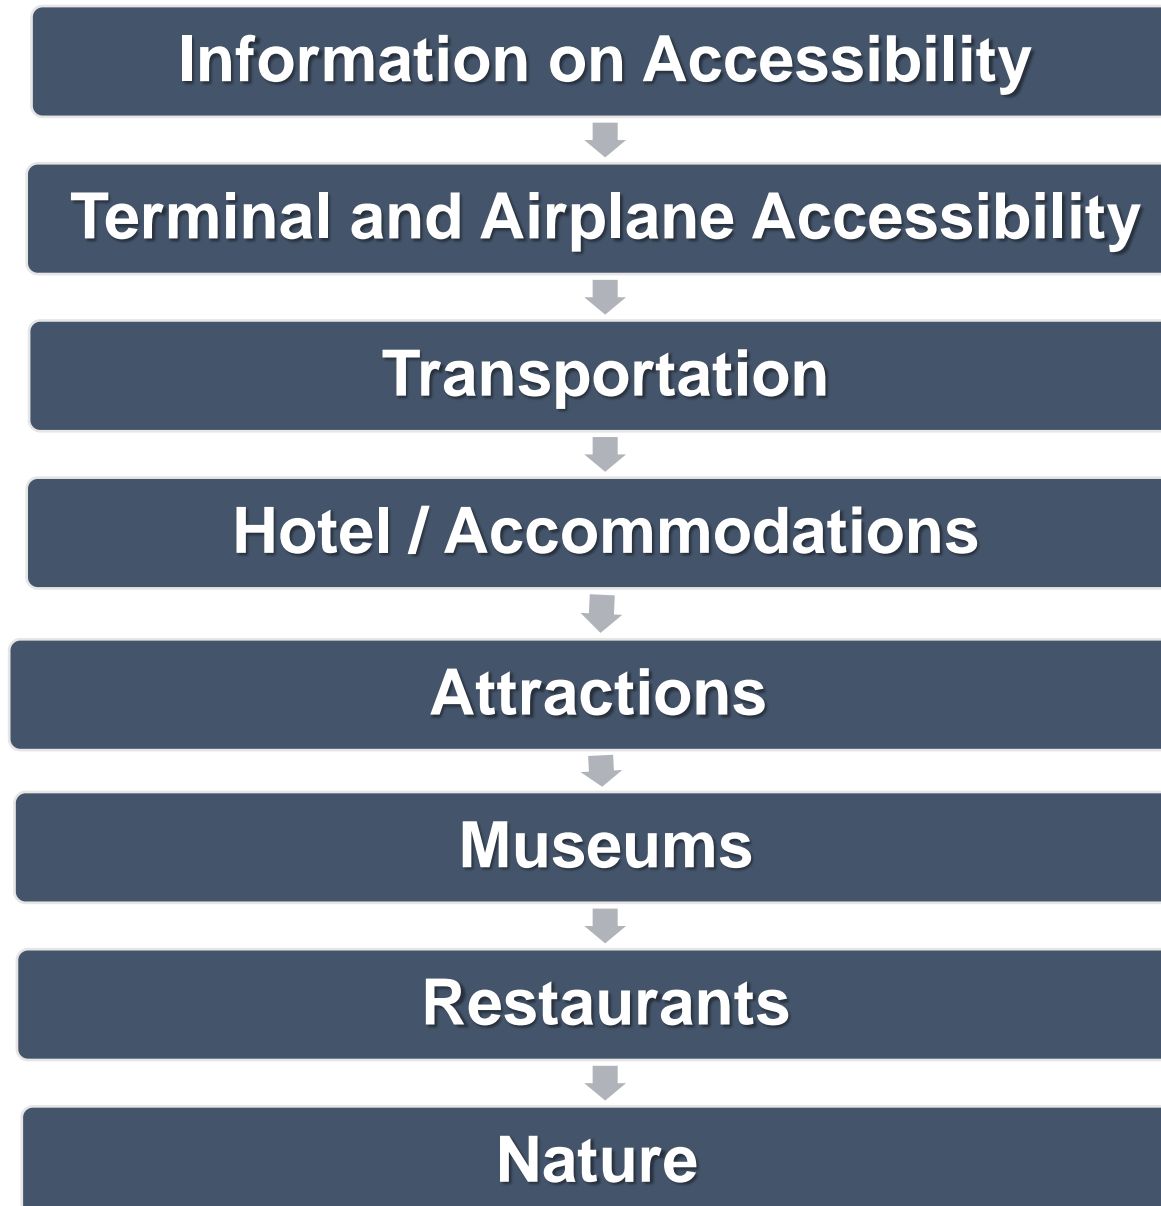 Information on Accessibility
Terminal and Airplane Accessibility
Transportation
Hotel / Accommodations
Attractions
Museums
Restaurants
Nature